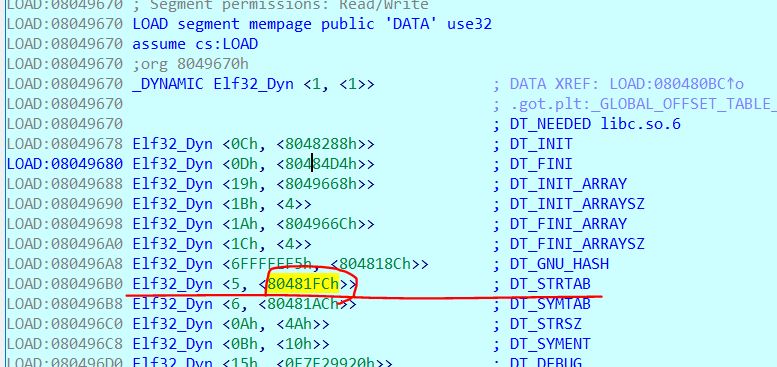 LOAD:08049670 ; Segment permissions: Read/Write
LOAD:08049670 LOAD segment mempage public 'DATA' use32
LOAD:08049670 assume cs:LOAD
LOAD:08049670 ;org 8049670h
LOAD:08049670 _DYNAMIC Elf32_Dyn <1, <1>> ; DATA XREF: LOAD:080480BC↑o
LOAD:08049670 ; .got.plt:_GLOBAL_OFFSET_TABLE_
LOAD:08049670 ; DT_NEEDED libc.so.6
LOAD:08049678 Elf32_Dyn <0Ch, <8048288h>> ; DT_INIT
LOAD:08049680 Elf32_Dyn <0Dh, <80484D4h>> ; DT_FINI
LOAD:08049688 Elf32_Dyn <19h, <8049668h>> ; DT_INIT_ARRAY
LOAD:08049690 Elf32_Dyn <1Bh, <4>> ; DT_INIT_ARRAYSZ
LOAD:08049698 Elf32_Dyn <1Ah, <804966Ch>> ; DT_FINI_ARRAY
LOAD:080496A0 Elf32_Dyn <1Ch, <4>> ; DT_FINI_ARRAYSZ
LOAD:080496A8 Elf32_Dyn <6FFFFEF5h, <804818Ch>> ; DT_GNU_HASH
LOAD:080496B0 Elf32_Dyn <5, <80481FCh>> ; DT_STRTAB
LOAD:080496B8 Elf32_Dyn <6, <80481ACh>> ; DT_SYMTAB
LOAD:080496C0 Elf32_Dyn <0Ah, <4Ah>> ; DT_STRSZ
LOAD:080496C8 Elf32_Dyn <0Bh, <10h>> ; DT_SYMENT
LOAD:080496D0 Elf32_Dyn <15h, <0F7F29920h>> ; DT_DEBUG